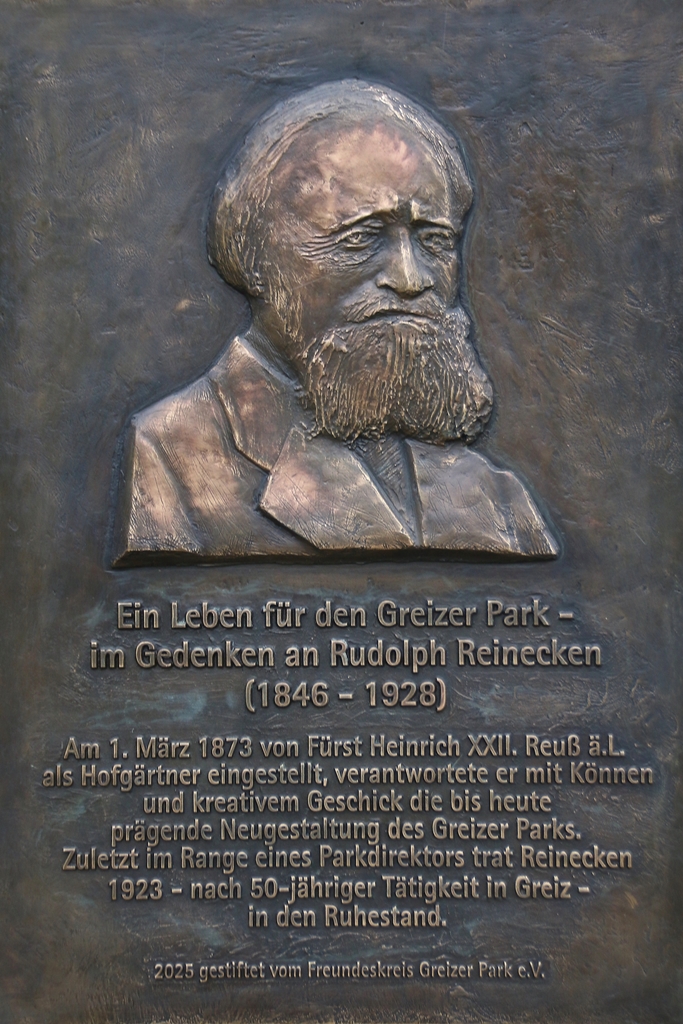 Ein Leben für den Greizer Park –
im Gedenken an Rudolph Reinecken
(1846 – 1928)
Am 1. März 1873 von Fürst Heinrich XXII. Reuß ä.L.
als Hofgärtner eingestellt, verantwortete er mit Können
und kreativem Geschick die bis heute
prägende Neugestaltung des Greizer Parks.
Zuletzt im Range eines Parkdirektors trat Reinecken
1923 – nach 50-jähriger Tätigkeit in Greiz –
in den Ruhestand.
2025 gestiftet vom Freundeskreis Greizer Park e.V.